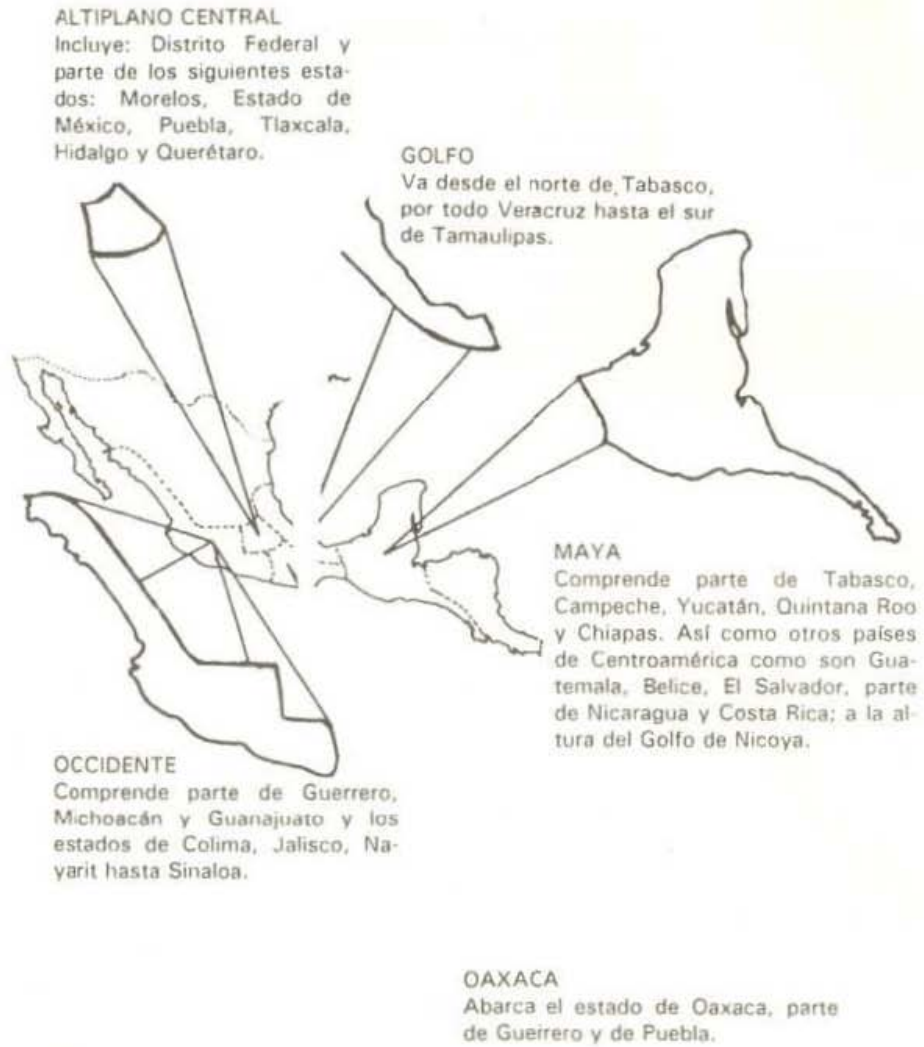 ALTIPLANO CENTRAL
Incluye: Distrito Federal y
parte de los siguientes esta-
dos: Morelos, Estado de
México, Puebla, Tlaxcala,
Hidalgo y Querétaro.
GOLFO
Va desde el norte de Tabasco,
por todo Veracruz hasta el sur
de Tamaulipas.
MAYA
Comprende parte de Tabasco,
Campeche, Yucatán, Quintana Roo
y Chiapas. Así como otros países
de Centroamérica como son Gua-
temala, Belice, El Salvador, parte
de Nicaragua y Costa Rica; a la al-
tura del Golfo de Nicoya.
OCCIDENTE
Comprende parte de Guerrero,
Michoacán y Guanajuato y los
estados de Colima, Jalisco, Na-
yarit hasta Sinaloa.
OAXACA
Abarca el estado de Oaxaca, parte
de Guerrero y de Puebla.